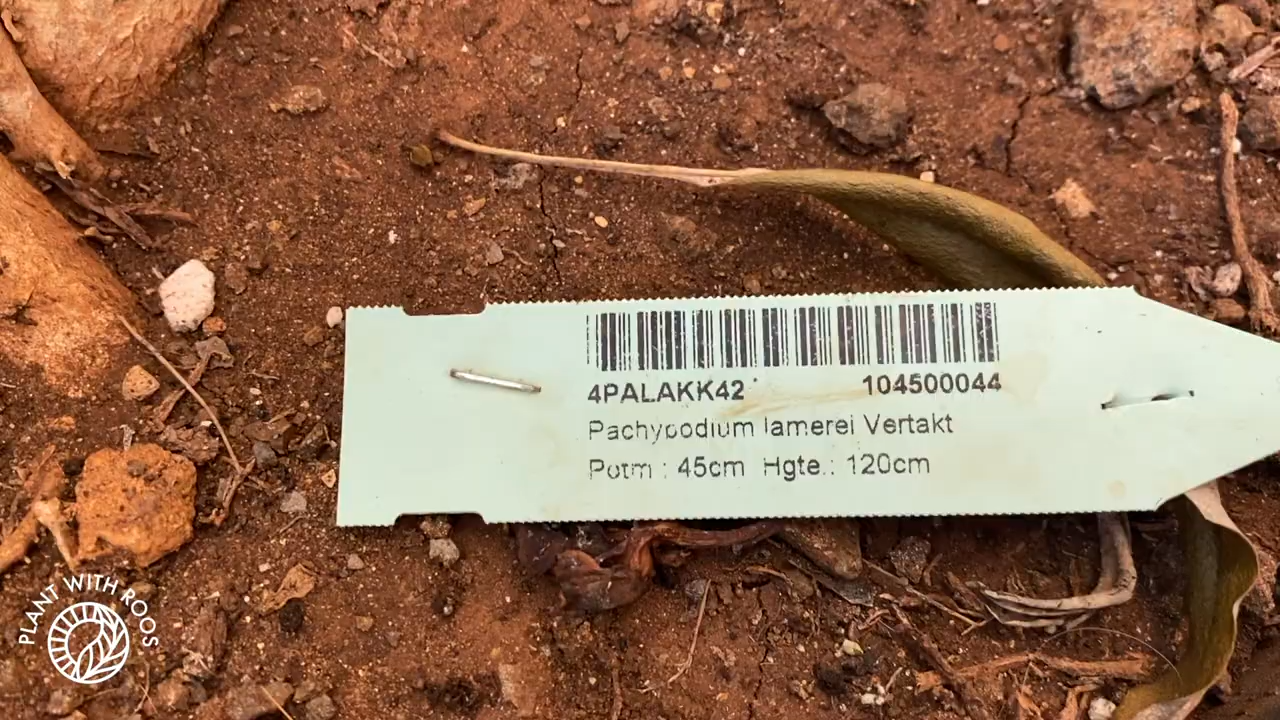 4PALAKK42 104500044
Pachypodium lamerei Vertakt
Potm : 45cm Hgte.: 120cm
PLANT WITH ROOS